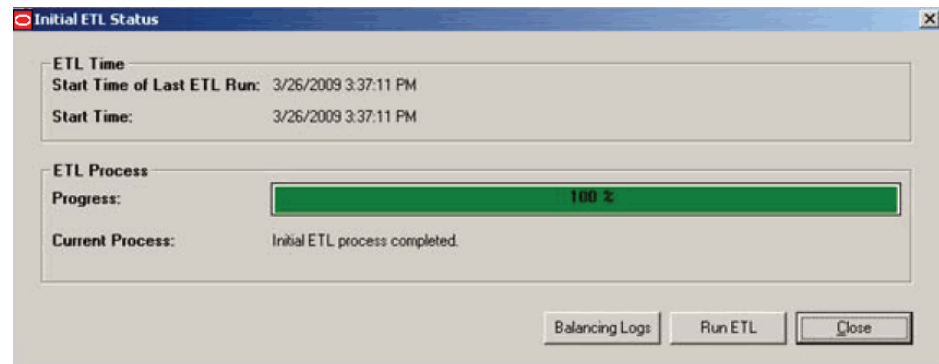 Initial ETL Status
ETL Time
Start Time of Last ETL Run: 3/26/2009 3:37:11 PM
Start Time: 3/26/2009 3:37:11 PM
ETL Process
Progress: 100 %
Current Process: Initial ETL process completed.
Balancing Logs Run ETL Close